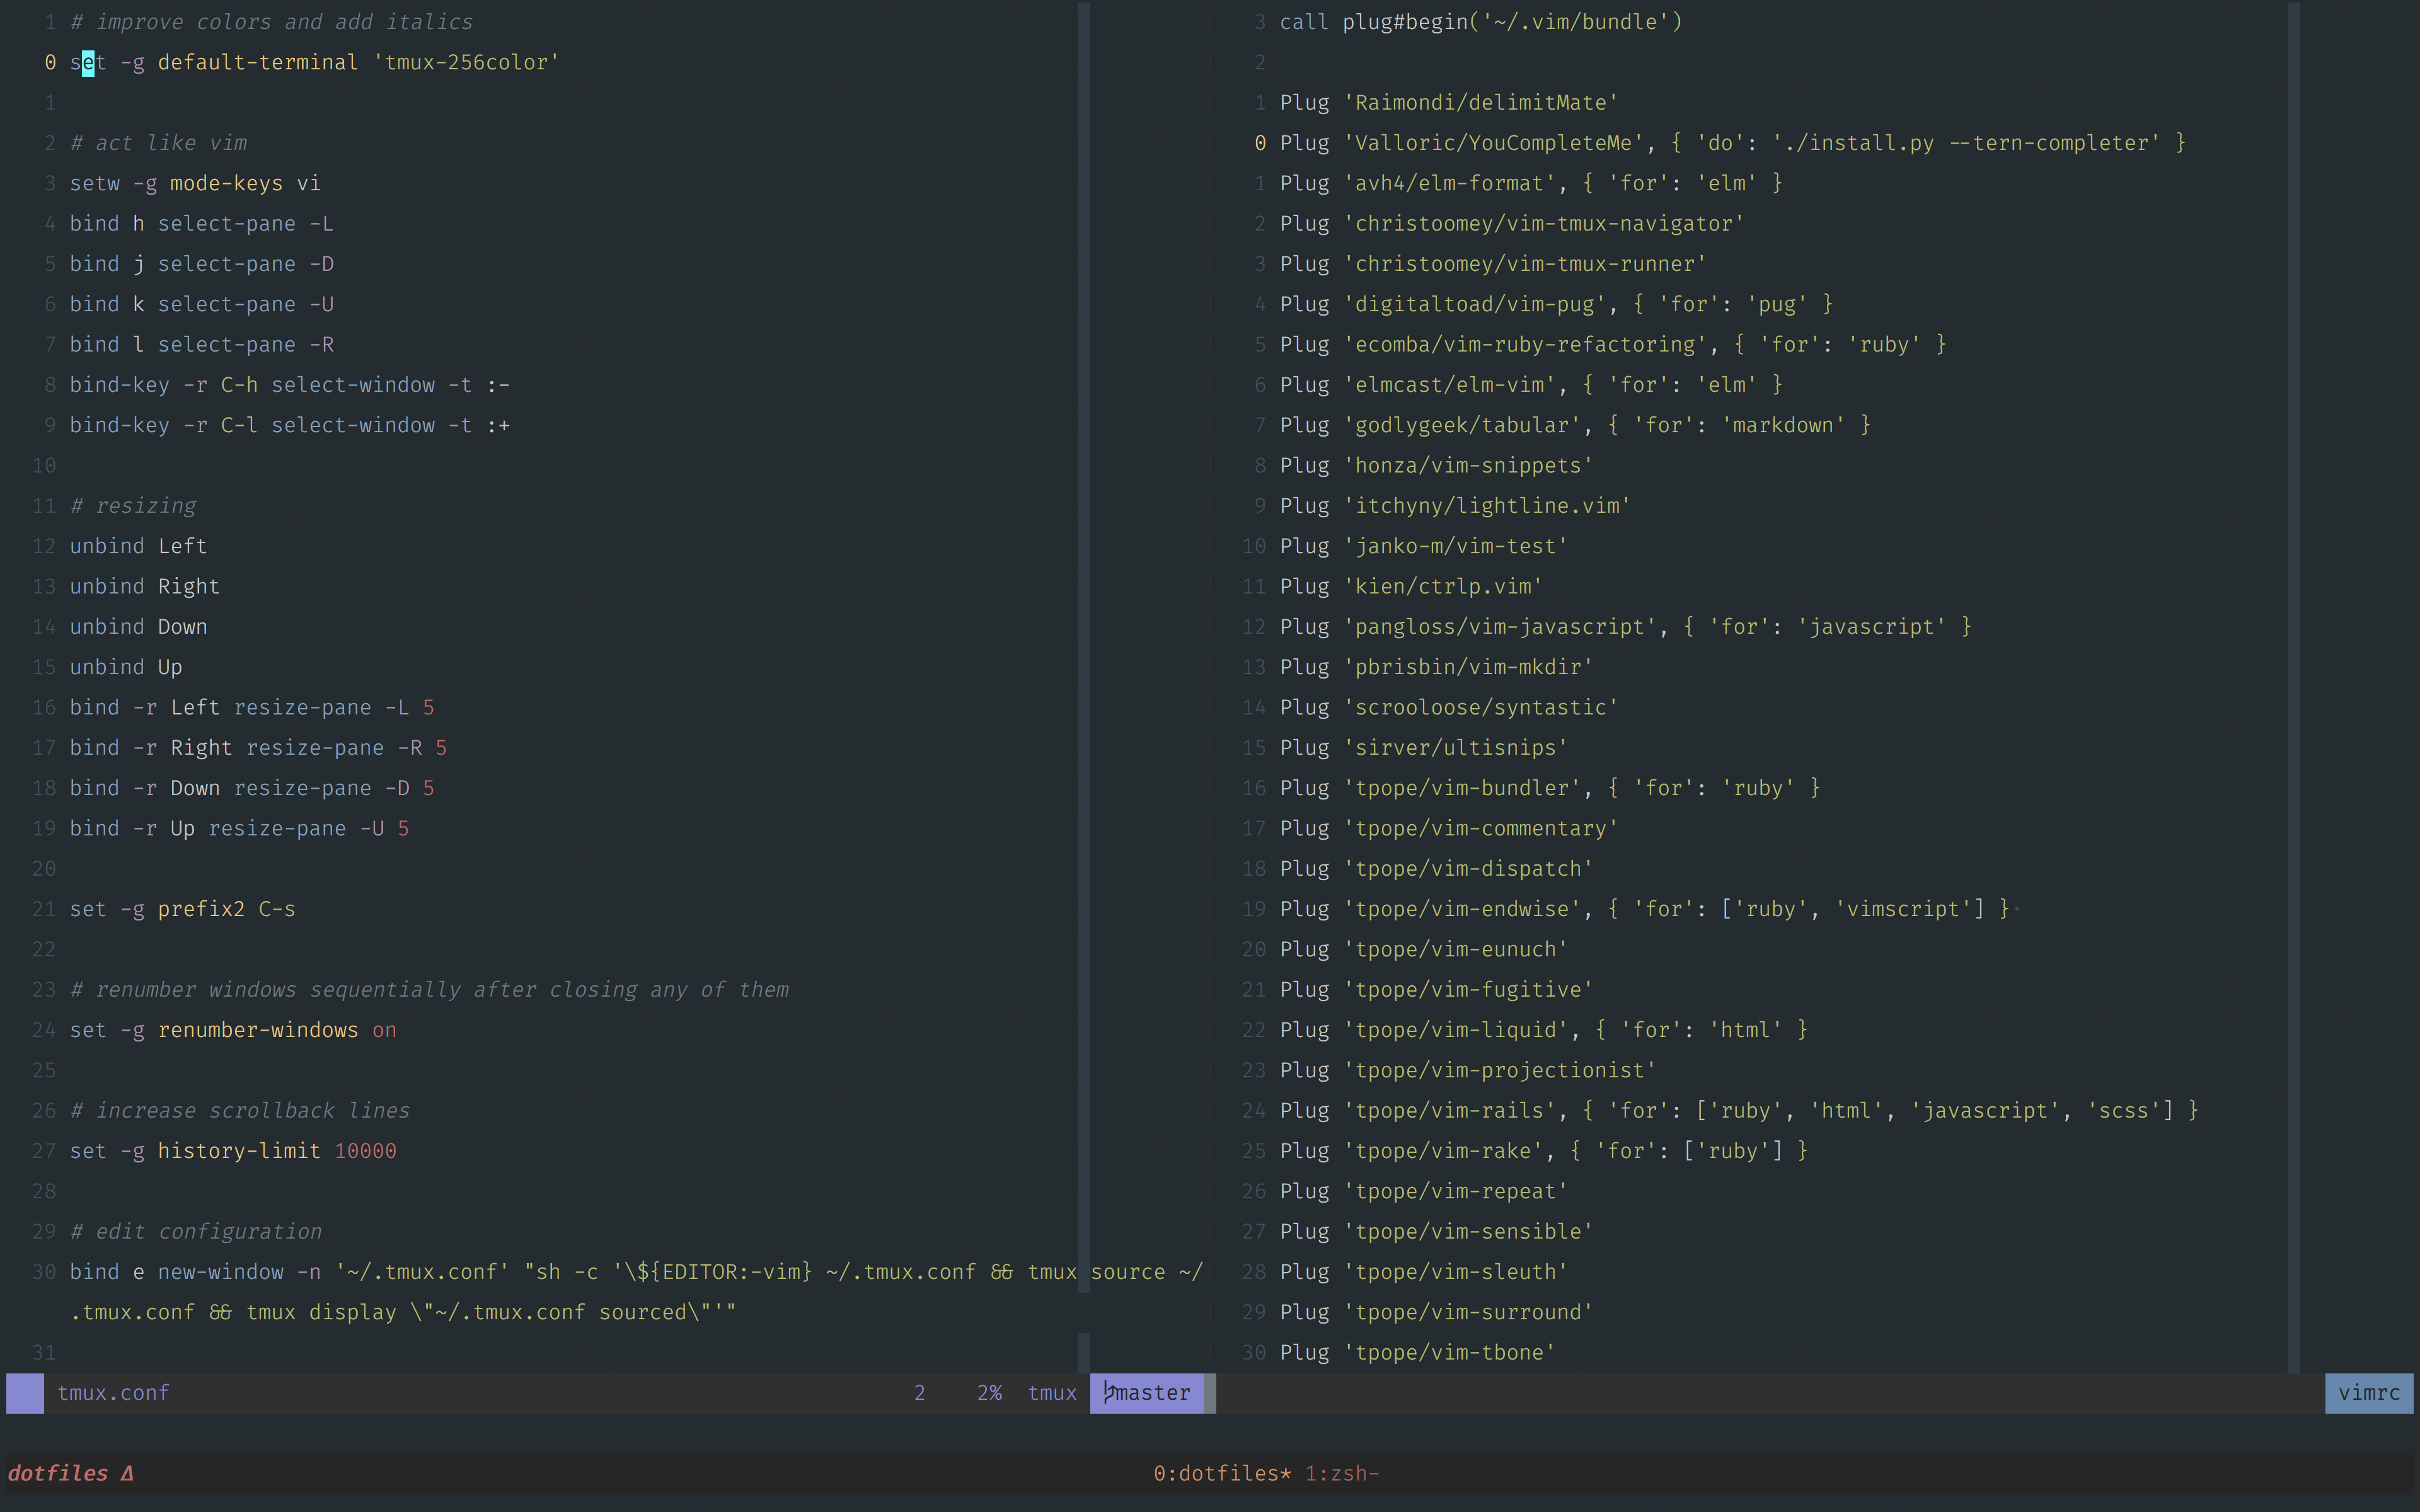 1 # improve colors and add italics
0 set -g default-terminal 'tmux-256color'
1
2 # act like vim
3 setw -g mode-keys vi
4 bind h select-pane -L
5 bind j select-pane -D
6 bind k select-pane -U
7 bind l select-pane -R
8 bind-key -r C-h select-window -t :-
9 bind-key -r C-l select-window -t :+
10
11 # resizing
12 unbind Left
13 unbind Right
14 unbind Down
15 unbind Up
16 bind -r Left resize-pane -L 5
17 bind -r Right resize-pane -R 5
18 bind -r Down resize-pane -D 5
19 bind -r Up resize-pane -U 5
20
21 set -g prefix2 C-s
22
23 # renumber windows sequentially after closing any of them
24 set -g renumber-windows on
25
26 # increase scrollback lines
27 set -g history-limit 10000
28
29 # edit configuration
30 bind e new-window -n '~/.tmux.conf' "sh -c '\${EDITOR:-vim} ~/.tmux.conf && tmux source ~/
.tmux.conf && tmux display \"~/.tmux.conf sourced\"'"
31
3 call plug#begin('~/.vim/bundle')
2
1 Plug 'Raimondi/delimitMate'
0 Plug 'Valloric/YouCompleteMe', { 'do': './install.py --tern-completer' }
1 Plug 'avh4/elm-format', { 'for': 'elm' }
2 Plug 'christoomey/vim-tmux-navigator'
3 Plug 'christoomey/vim-tmux-runner'
4 Plug 'digitaltoad/vim-pug', { 'for': 'pug' }
5 Plug 'ecomba/vim-ruby-refactoring', { 'for': 'ruby' }
6 Plug 'elmcast/elm-vim', { 'for': 'elm' }
7 Plug 'godlygeek/tabular', { 'for': 'markdown' }
8 Plug 'honza/vim-snippets'
9 Plug 'itchyny/lightline.vim'
10 Plug 'janko-m/vim-test'
11 Plug 'kien/ctrlp.vim'
12 Plug 'pangloss/vim-javascript', { 'for': 'javascript' }
13 Plug 'pbrisbin/vim-mkdir'
14 Plug 'scrooloose/syntastic'
15 Plug 'sirver/ultisnips'
16 Plug 'tpope/vim-bundler', { 'for': 'ruby' }
17 Plug 'tpope/vim-commentary'
18 Plug 'tpope/vim-dispatch'
19 Plug 'tpope/vim-endwise', { 'for': ['ruby', 'vimscript'] }·
20 Plug 'tpope/vim-eunuch'
21 Plug 'tpope/vim-fugitive'
22 Plug 'tpope/vim-liquid', { 'for': 'html' }
23 Plug 'tpope/vim-projectionist'
24 Plug 'tpope/vim-rails', { 'for': ['ruby', 'html', 'javascript', 'scss'] }
25 Plug 'tpope/vim-rake', { 'for': ['ruby'] }
26 Plug 'tpope/vim-repeat'
27 Plug 'tpope/vim-sensible'
28 Plug 'tpope/vim-sleuth'
29 Plug 'tpope/vim-surround'
30 Plug 'tpope/vim-tbone'
tmux.conf 2 2% tmux master vimrc
dotfiles Δ 0:dotfiles* 1:zsh-